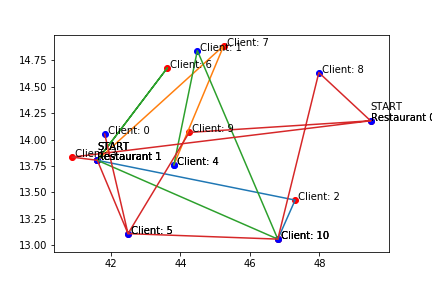 14.75
14.50
14.25
14.00
13.75
13.50
13.25
13.00
Client: 7
Client: 1
Client: 6
Client: 8
START
Restaurant 0
Client: 0
Client: 9
START
Restaurant 1
Client: 4
Client: 2
Client: 5
Client: 10
42
44
46
48